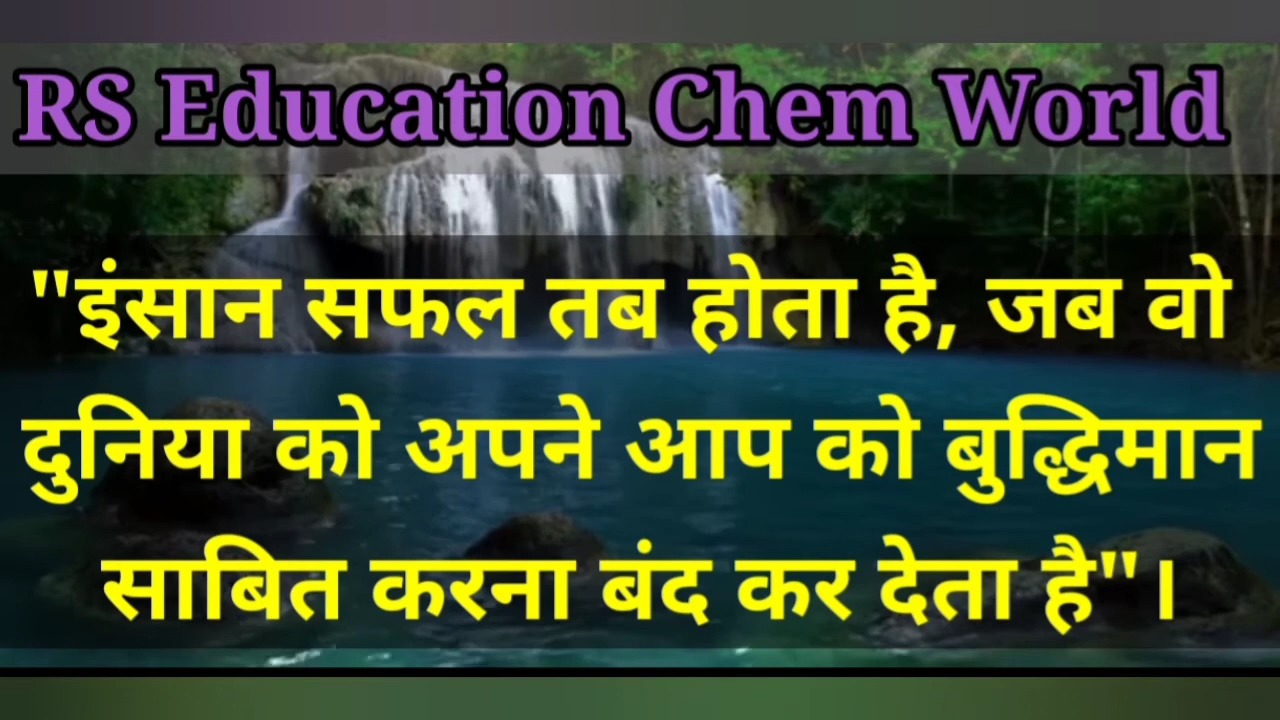 RS Education Chem World
"इंसान सफल तब होता है, जब वो
दुनिया को अपने आप को बुद्धिमान
साबित करना बंद कर देता है"।